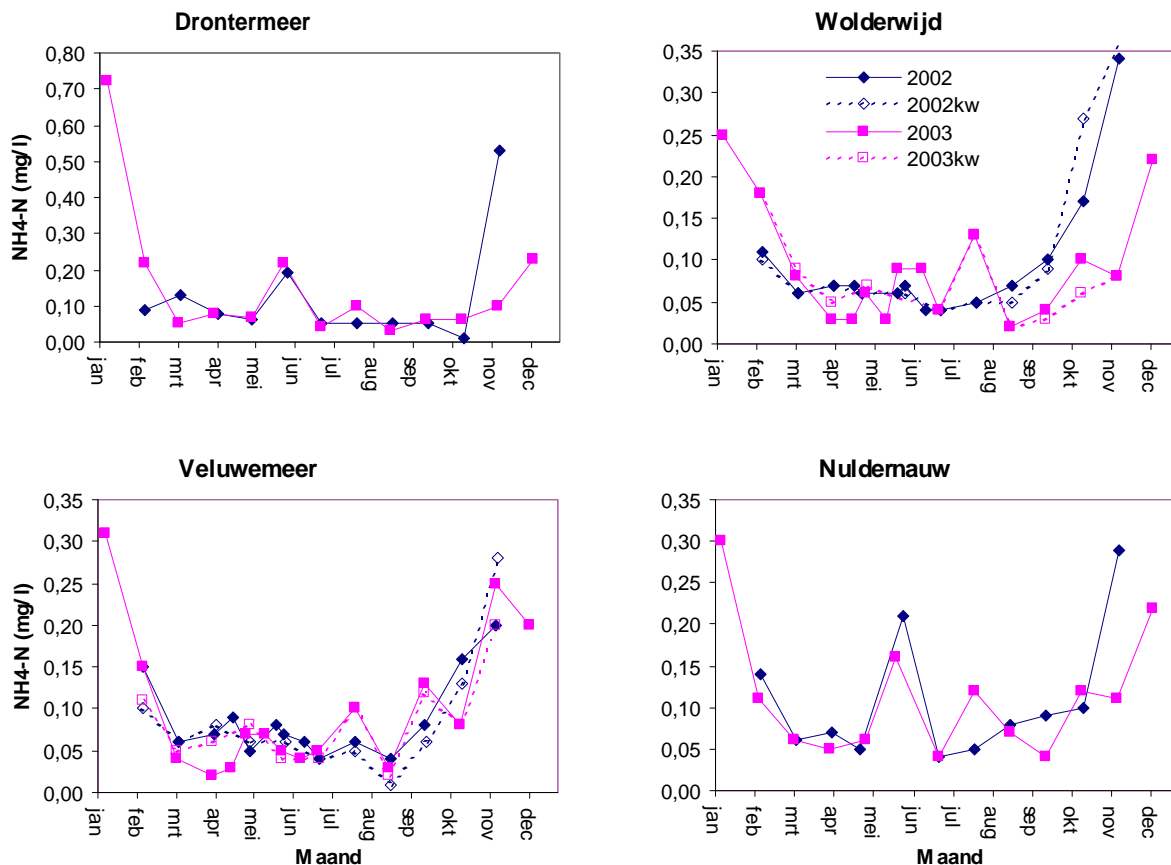 Drontermeer
NH4-N (mg/l)
0,80
0,70
0,60
0,50
0,40
0,30
0,20
0,10
0,00
jan
feb
mrt
apr
mei
jun
jul
aug
sep
okt
nov
dec
Wolderwijd
0,35
0,30
0,25
0,20
0,15
0,10
0,05
0,00
2002
2002kw
2003
2003kw
jan
feb
mrt
apr
mei
jun
jul
aug
sep
okt
nov
dec
Veluwemeer
NH4-N (mg/l)
0,35
0,30
0,25
0,20
0,15
0,10
0,05
0,00
jan
feb
mrt
apr
mei
jun
jul
aug
sep
okt
nov
dec
Maand
Nuldernauw
0,35
0,30
0,25
0,20
0,15
0,10
0,05
0,00
jan
feb
mrt
apr
mei
jun
jul
aug
sep
okt
nov
dec
Maand